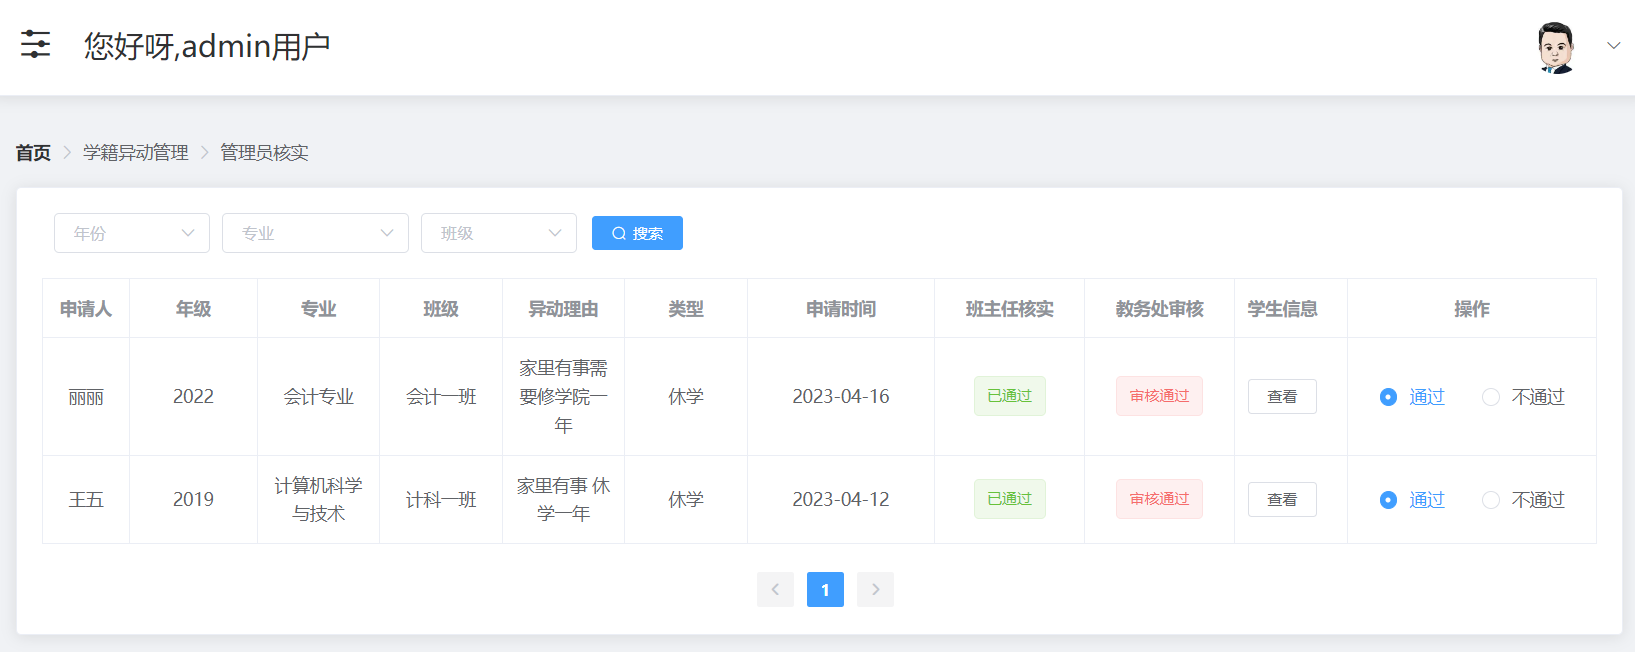 您好呀,admin用户
首页 > 学籍异动管理 > 管理员核实
年份 专业 班级 搜索
申请人 年级 专业 班级 异动理由 类型 申请时间 班主任核实 教务处审核 学生信息 操作
丽丽 2022 会计专业 会计一班 家里有事需
要修学院一
年 休学 2023-04-16 已通过 审核通过 查看 通过 不通过
王五 2019 计算机科学
与技术 计科一班 家里有事 休
学一年 休学 2023-04-12 已通过 审核通过 查看 通过 不通过
1